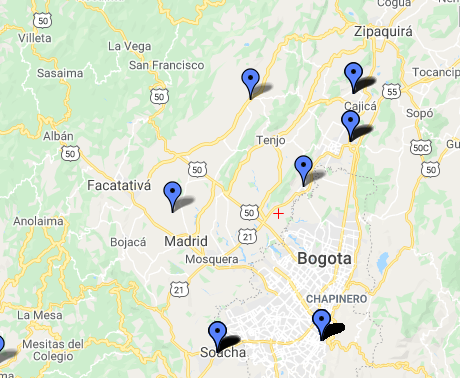 Cogua
Zipaquirá
Villeta
La Vega
San Francisco
Sasaima
Tocancip
50
55
Cajicá
Sopó
Albán
Tenjo
50
50C
Gu
50
50
Facatativá
50
Anolaima
Bojacá
Madrid
21
Mosquera
Bogota
21
CHAPINERO
La Mesa
Mesitas del
Colegio
Soacha